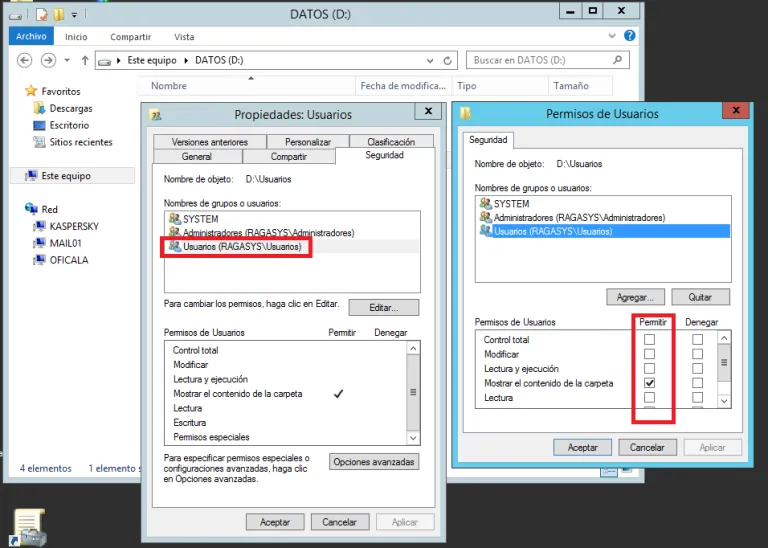 DATOS (D:)
Archivo Inicio Compartir Vista
Este equipo DATOS (D:)
Buscar en DATOS (D:)
Nombre Fecha de modifica... Tipo Tamaño
Favoritos
Descargas
Escritorio
Sitios recientes
Este equipo
Red
KASPERSKY
MAIL01
OFICALA
4 elementos 1 elemento
Propiedades: Usuarios
Versiones anteriores Personalizar Clasificación
General Compartir Seguridad
Nombre de objeto: D:\Usuarios
Nombres de grupos o usuarios:
SYSTEM
Administradores (RAGASYS\Administradores)
Usuarios (RAGASYS\Usuarios)
Para cambiar los permisos, haga clic en Editar. Editar...
Permisos de Usuarios Permitir Denegar
Control total
Modificar
Lectura y ejecución
Mostrar el contenido de la carpeta
Lectura
Escritura
Permisos especiales
Para especificar permisos especiales o
configuraciones avanzadas, haga clic
en Opciones avanzadas.
Opciones avanzadas
Aceptar Cancelar Aplicar
Permisos de Usuarios
Seguridad
Nombre de objeto: D:\Usuarios
Nombres de grupos o usuarios:
SYSTEM
Administradores (RAGASYS\Administradores)
Usuarios (RAGASYS\Usuarios)
Agregar... Quitar
Permisos de Usuarios Permitir Denegar
Control total
Modificar
Lectura y ejecución
Mostrar el contenido de la carpeta
Lectura
Aceptar Cancelar Aplicar